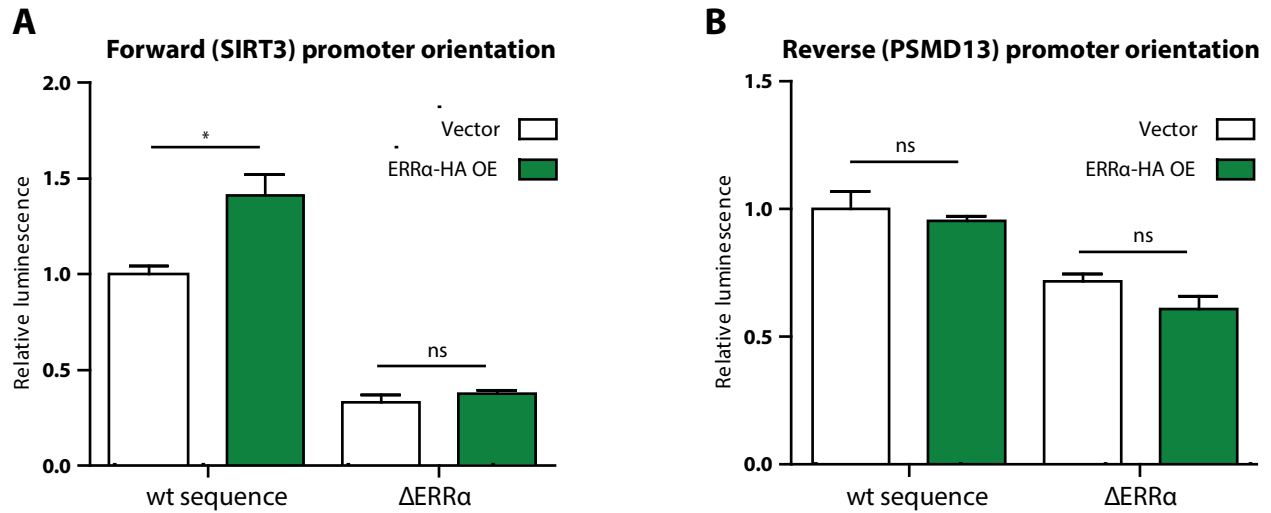 A
Forward (SIRT3) promoter orientation
2.0
1.5
1.0
0.5
0.0
Relative luminescence
*
ns
Vector
ERRα-HA OE
wt sequence
ΔERRα
B
Reverse (PSMD13) promoter orientation
1.5
1.0
0.5
0.0
Relative luminescence
ns
ns
Vector
ERRα-HA OE
wt sequence
ΔERRα